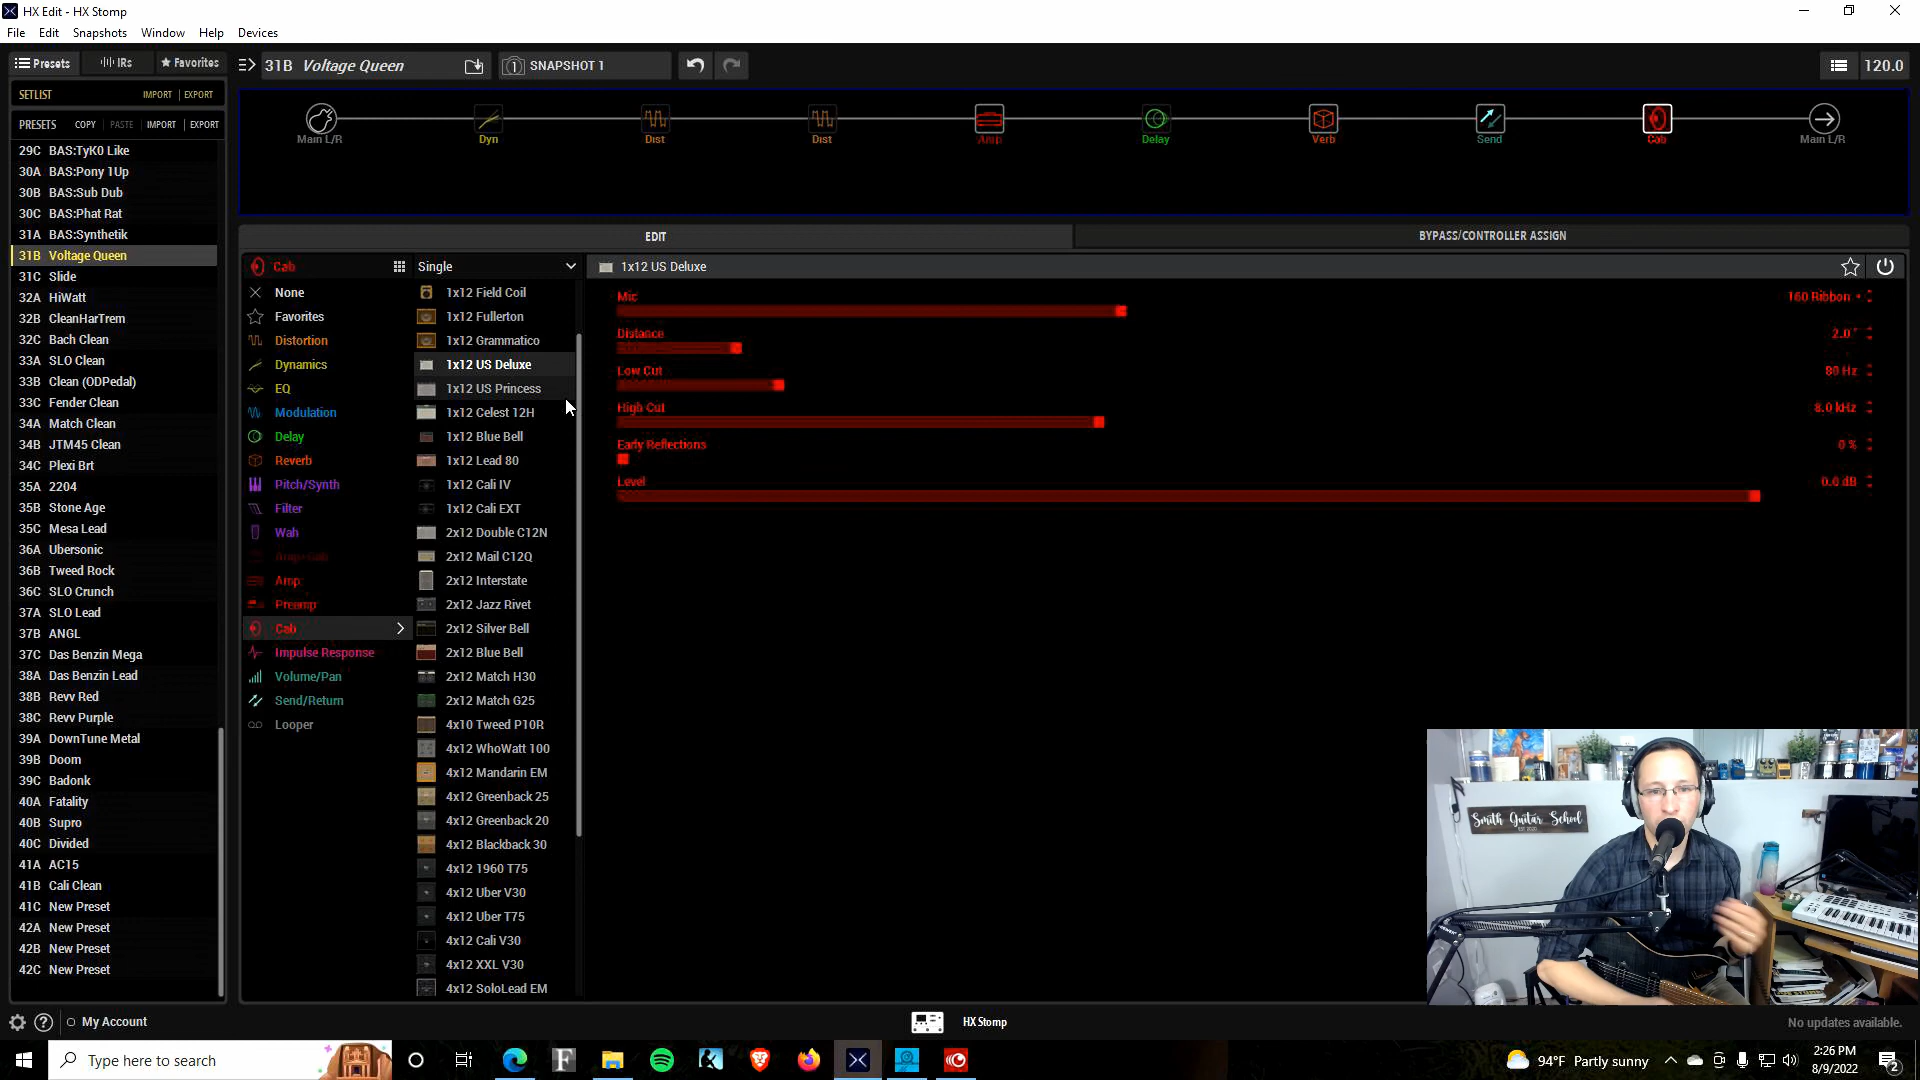 HX Edit - HX Stomp
File Edit Snapshots Window Help Devices
Presets IRs Favorites
31B Voltage Queen
1 SNAPSHOT 1
120.0
SETLIST IMPORT EXPORT
PRESETS COPY PASTE IMPORT EXPORT
29C BAS:TyK0 Like
30A BAS:Pony 1Up
30B BAS:Sub Dub
30C BAS:Phat Rat
31A BAS:Synthetik
31B Voltage Queen
31C Slide
32A HiWatt
32B CleanHarTrem
32C Bach Clean
33A SLO Clean
33B Clean (ODPedal)
33C Fender Clean
34A Match Clean
34B JTM45 Clean
34C Plexi Brt
35A 2204
35B Stone Age
35C Mesa Lead
36A Ubersonic
36B Tweed Rock
36C SLO Crunch
37A SLO Lead
37B ANGL
37C Das Benzin Mega
38A Das Benzin Lead
38B Revv Red
38C Revv Purple
39A DownTune Metal
39B Doom
39C Badonk
40A Fatality
40B Supro
40C Divided
41A AC15
41B Cali Clean
41C New Preset
42A New Preset
42B New Preset
42C New Preset
Main L/R Dyn Dist Dist Amp Delay Verb Send Cab Main L/R
EDIT
BYPASS/CONTROLLER ASSIGN
Cab
None
Favorites
Distortion
Dynamics
EQ
Modulation
Delay
Reverb
Pitch/Synth
Filter
Wah
Amp+Cab
Amp
Preamp
Cab
Impulse Response
Volume/Pan
Send/Return
Looper
Single
1x12 Field Coil
1x12 Fullerton
1x12 Grammatico
1x12 US Deluxe
1x12 US Princess
1x12 Celest 12H
1x12 Blue Bell
1x12 Lead 80
1x12 Cali IV
1x12 Cali EXT
2x12 Double C12N
2x12 Mail C12Q
2x12 Interstate
2x12 Jazz Rivet
2x12 Silver Bell
2x12 Blue Bell
2x12 Match H30
2x12 Match G25
4x10 Tweed P10R
4x12 WhoWatt 100
4x12 Mandarin EM
4x12 Greenback 25
4x12 Greenback 20
4x12 Blackback 30
4x12 1960 T75
4x12 Uber V30
4x12 Uber T75
4x12 Cali V30
4x12 XXL V30
4x12 SoloLead EM
1x12 US Deluxe
Mic 160 Ribbon
Distance 2.0 "
Low Cut 80 Hz
High Cut 8.0 kHz
Early Reflections 0 %
Level 0.0 dB
Smith Guitar School
My Account
HX Stomp
No updates available.
Type here to search
94°F Partly sunny
2:26 PM
8/9/2022
2